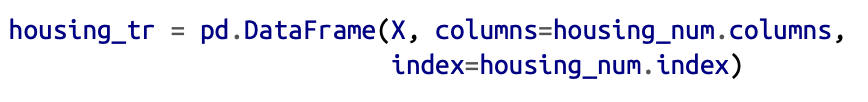 housing_tr = pd.DataFrame(X, columns=housing_num.columns,
                          index=housing_num.index)